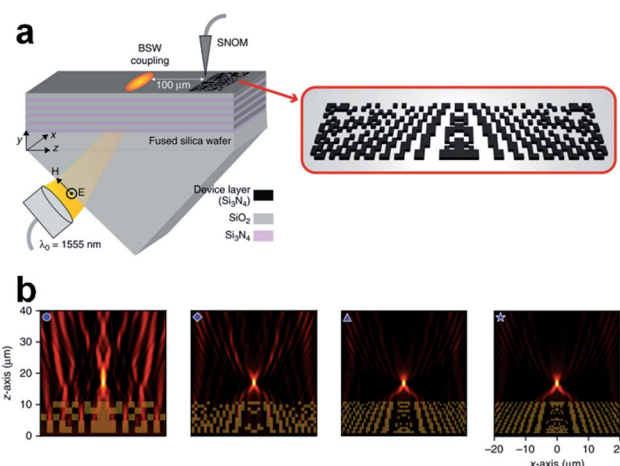 a
SNOM
BSW
coupling
100 μm
y
x
z
Fused silica wafer
H
E
Device layer
(Si₃N₄)
SiO₂
Si₃N₄
λ₀ = 1555 nm
b
40
30
20
10
0
z-axis (μm)
−20 −10 0 10 20
x-axis (μm)